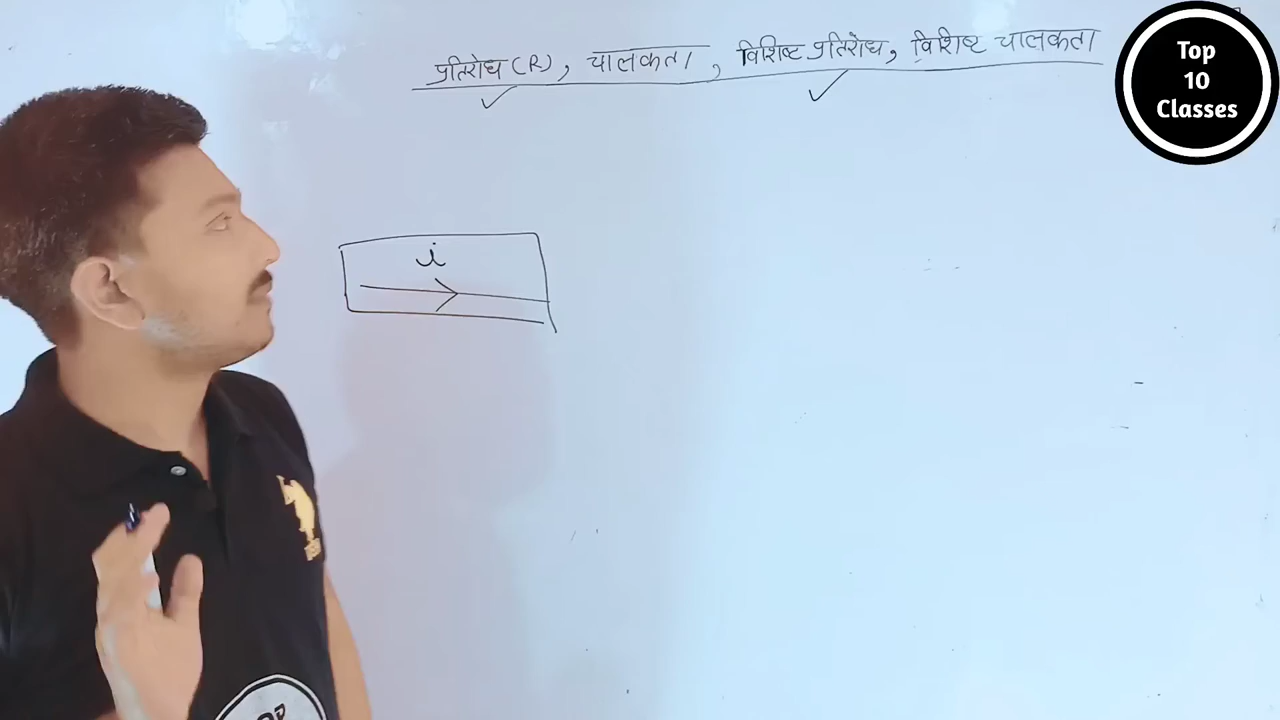 प्रतिरोध (R), चालकता, विशिष्ट प्रतिरोध, विशिष्ट चालकता
Top
10
Classes
i